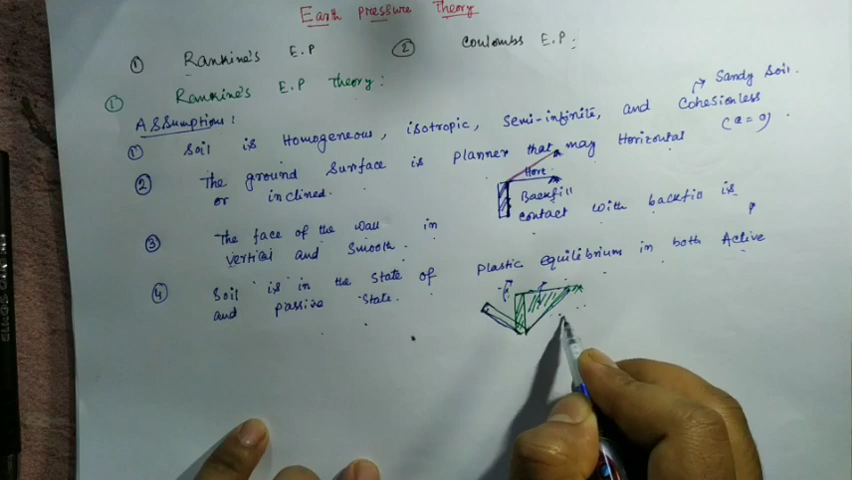 Earth Pressure Theory
① Rankine's E.P ② Coulombs E.P:
① Rankine's E.P Theory:
Assumptions:
→ Sandy Soil.
① Soil is Homogeneous, isotropic, Semi-infinite, and Cohesionless (c=0).
② The ground Surface is planner that may Horizontal
or inclined.
Hori.
Backfill
③ The face of the wall in contact with backfill is
vertical and Smooth.
④ Soil is in the State of Plastic equilibrium in both Active
and passive State.